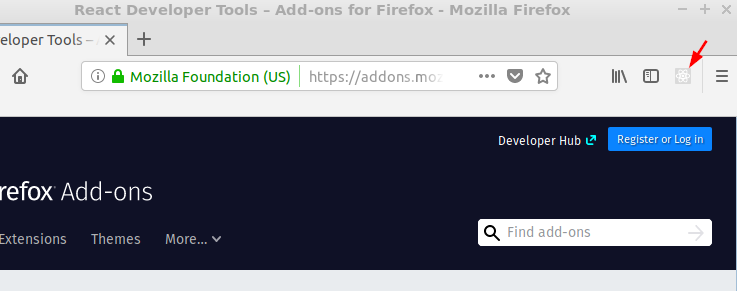 React Developer Tools – Add-ons for Firefox - Mozilla Firefox
eloper Tools –
Mozilla Foundation (US) https://addons.moz
Developer Hub Register or Log in
refox Add-ons
Extensions Themes More... Find add-ons